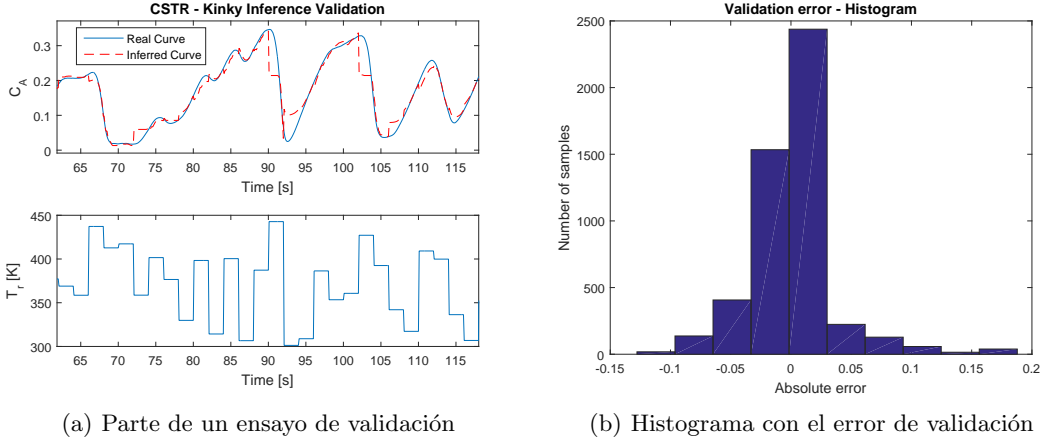 CSTR - Kinky Inference Validation
Real Curve
Inferred Curve
C_A
0.3
0.2
0.1
0
65 70 75 80 85 90 95 100 105 110 115
Time [s]
T_r [K]
450
400
350
300
65 70 75 80 85 90 95 100 105 110 115
Time [s]
(a) Parte de un ensayo de validación
Validation error - Histogram
Number of samples
2500
2000
1500
1000
500
0
-0.15 -0.1 -0.05 0 0.05 0.1 0.15 0.2
Absolute error
(b) Histograma con el error de validación